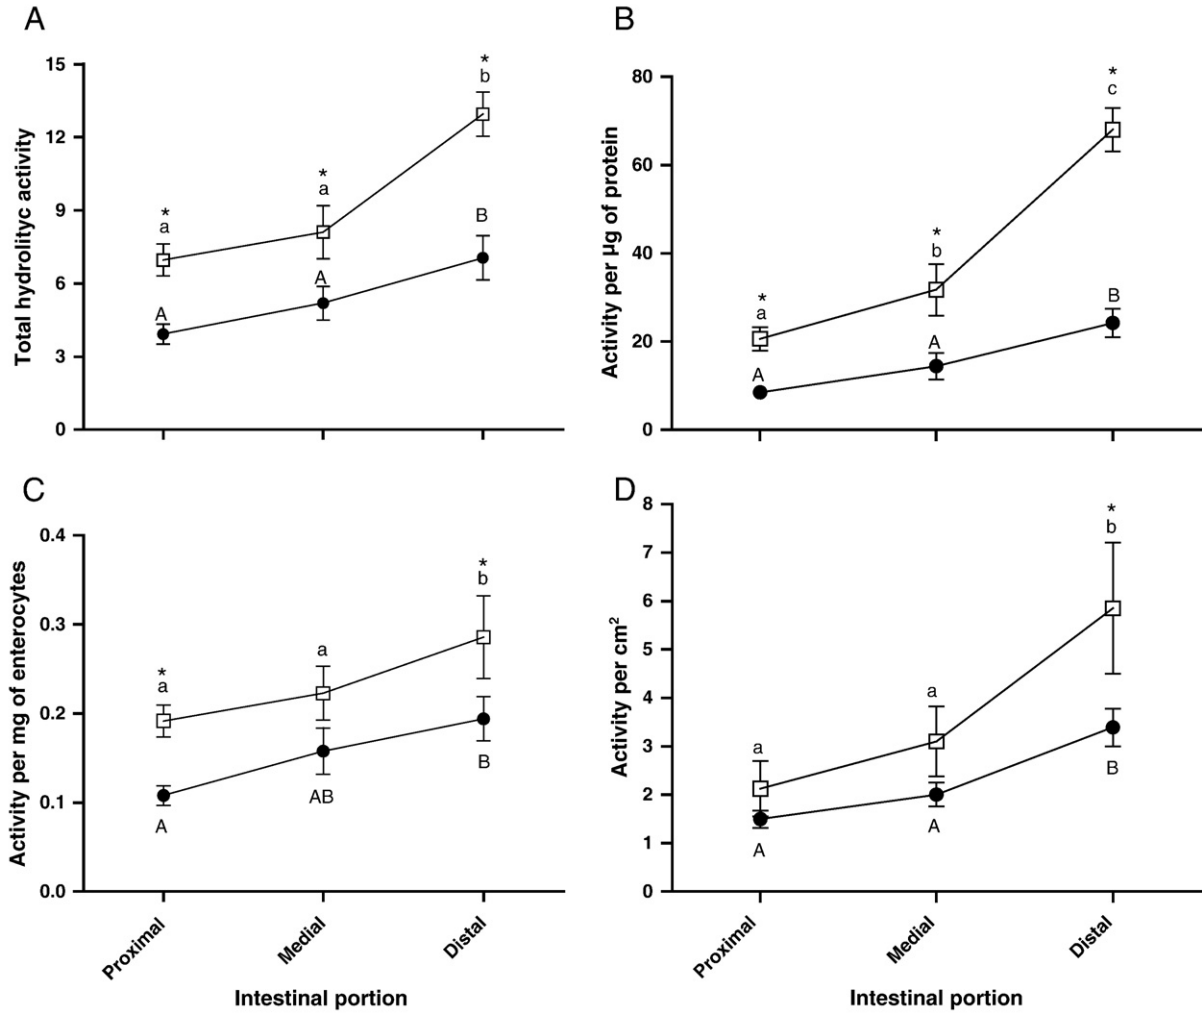 A
15
12
9
6
3
0
Total hydrolityc activity
*
a
*
a
*
b
A
A
B
B
80
60
40
20
0
Activity per µg of protein
*
a
*
b
*
c
A
A
B
C
0.4
0.3
0.2
0.1
0.0
Activity per mg of enterocytes
*
a
a
*
b
A
AB
B
Proximal
Medial
Distal
Intestinal portion
D
8
7
6
5
4
3
2
1
0
Activity per cm²
a
a
*
b
A
A
B
Proximal
Medial
Distal
Intestinal portion